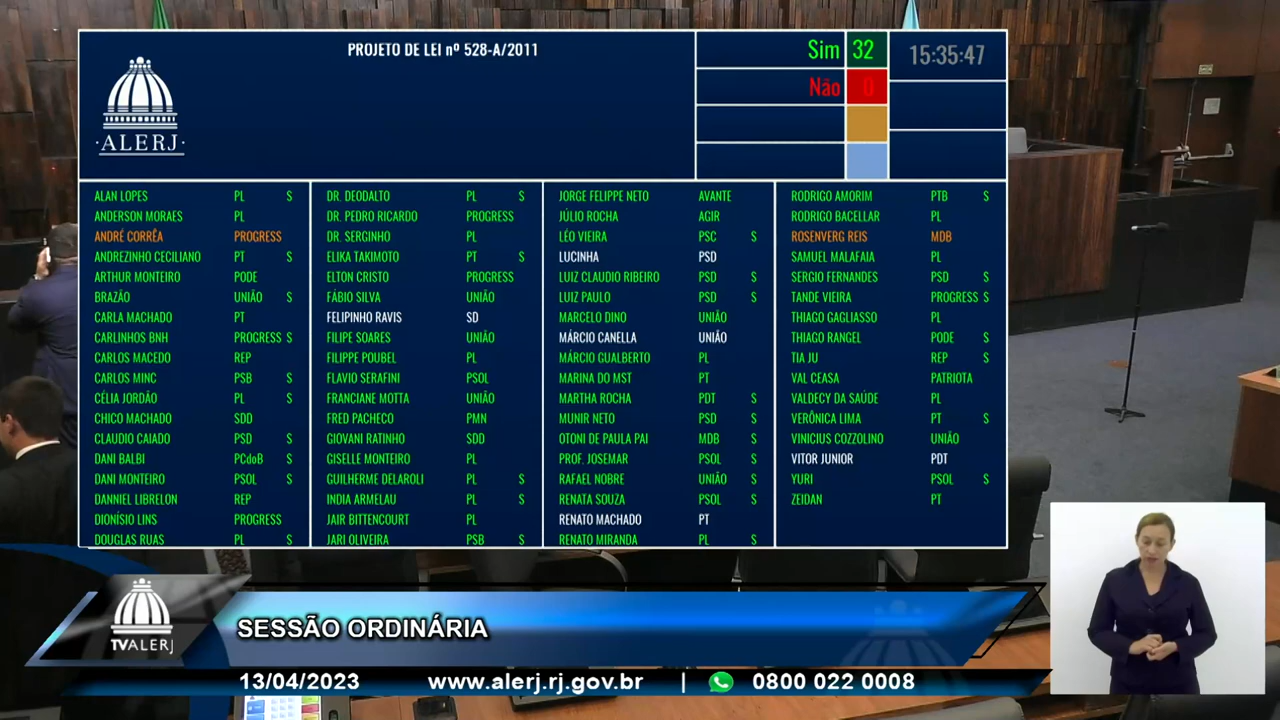 PROJETO DE LEI nº 528-A/2011
Sim 32
Não 0
15:35:47
·ALERJ·
ALAN LOPES PL S
ANDERSON MORAES PL
ANDRÉ CORRÊA PROGRESS
ANDREZINHO CECILIANO PT S
ARTHUR MONTEIRO PODE
BRAZÃO UNIÃO S
CARLA MACHADO PT
CARLINHOS BNH PROGRESS S
CARLOS MACEDO REP
CARLOS MINC PSB S
CÉLIA JORDÃO PL S
CHICO MACHADO SDD
CLAUDIO CAIADO PSD S
DANI BALBI PCdoB S
DANI MONTEIRO PSOL S
DANNIEL LIBRELON REP
DIONÍSIO LINS PROGRESS
DOUGLAS RUAS PL S
DR. DEODALTO PL S
DR. PEDRO RICARDO PROGRESS
DR. SERGINHO PL
ELIKA TAKIMOTO PT S
ELTON CRISTO PROGRESS
FÁBIO SILVA UNIÃO
FELIPINHO RAVIS SD
FILIPE SOARES UNIÃO
FILIPPE POUBEL PL
FLAVIO SERAFINI PSOL
FRANCIANE MOTTA UNIÃO
FRED PACHECO PMN
GIOVANI RATINHO SDD
GISELLE MONTEIRO PL
GUILHERME DELAROLI PL S
INDIA ARMELAU PL S
JAIR BITTENCOURT PL
JARI OLIVEIRA PSB S
JORGE FELIPPE NETO AVANTE
JÚLIO ROCHA AGIR
LÉO VIEIRA PSC S
LUCINHA PSD
LUIZ CLAUDIO RIBEIRO PSD S
LUIZ PAULO PSD S
MARCELO DINO UNIÃO
MÁRCIO CANELLA UNIÃO
MÁRCIO GUALBERTO PL
MARINA DO MST PT
MARTHA ROCHA PDT S
MUNIR NETO PSD S
OTONI DE PAULA PAI MDB S
PROF. JOSEMAR PSOL S
RAFAEL NOBRE UNIÃO S
RENATA SOUZA PSOL S
RENATO MACHADO PT
RENATO MIRANDA PL S
RODRIGO AMORIM PTB S
RODRIGO BACELLAR PL
ROSENVERG REIS MDB
SAMUEL MALAFAIA PL
SERGIO FERNANDES PSD S
TANDE VIEIRA PROGRESS S
THIAGO GAGLIASSO PL
THIAGO RANGEL PODE S
TIA JU REP S
VAL CEASA PATRIOTA
VALDECY DA SAÚDE PL
VERÔNICA LIMA PT S
VINICIUS COZZOLINO UNIÃO
VITOR JUNIOR PDT
YURI PSOL S
ZEIDAN PT
TVALERJ
SESSÃO ORDINÁRIA
13/04/2023 www.alerj.rj.gov.br | 0800 022 0008